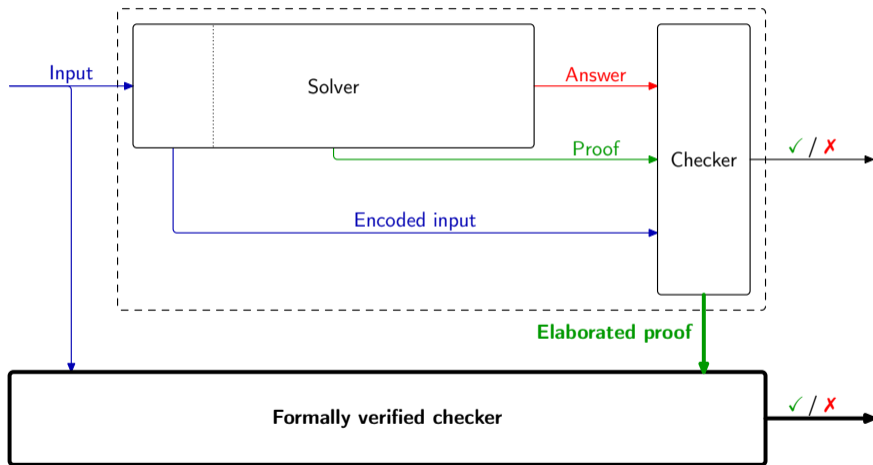 Input
Solver
Answer
Proof
Checker
✓ / ✗
Encoded input
Elaborated proof
Formally verified checker
✓ / ✗